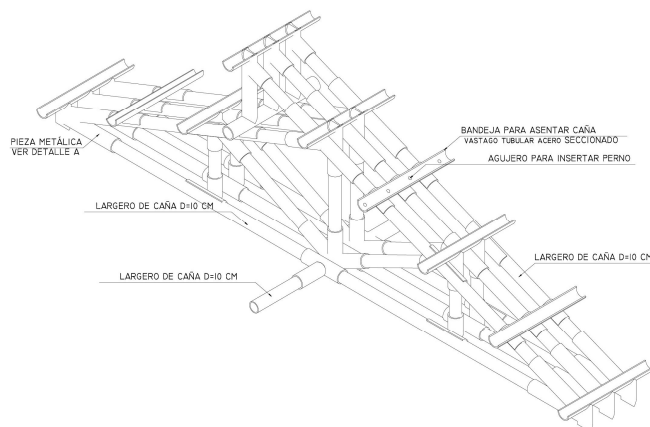 PIEZA METÁLICA
VER DETALLE A
BANDEJA PARA ASENTAR CAÑA
VASTAGO TUBULAR ACERO SECCIONADO
AGUJERO PARA INSERTAR PERNO
LARGERO DE CAÑA D=10 CM
LARGERO DE CAÑA D=10 CM
LARGERO DE CAÑA D=10 CM